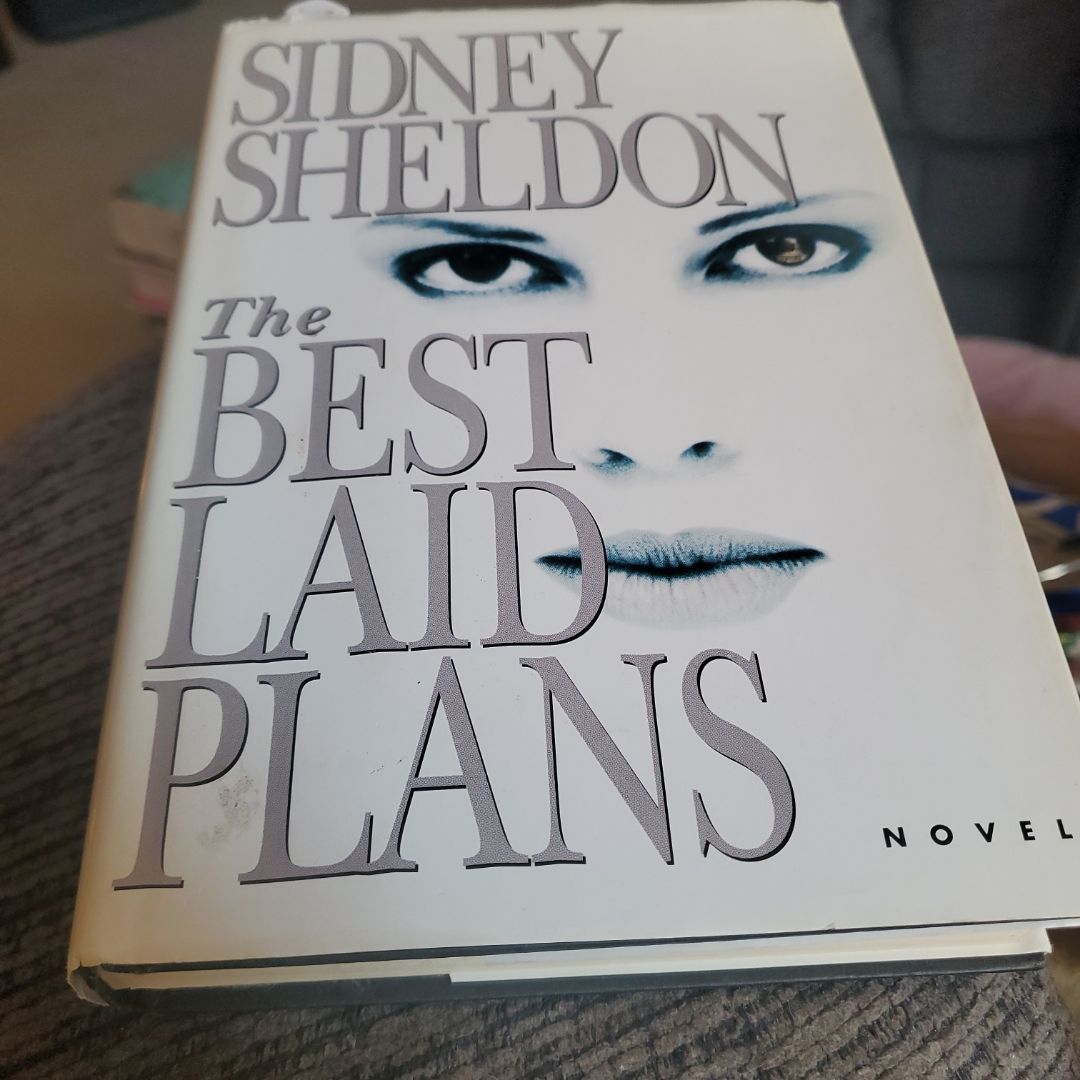 SIDNEY
SHELDON
The
BEST
LAID
PLANS
NOVEL